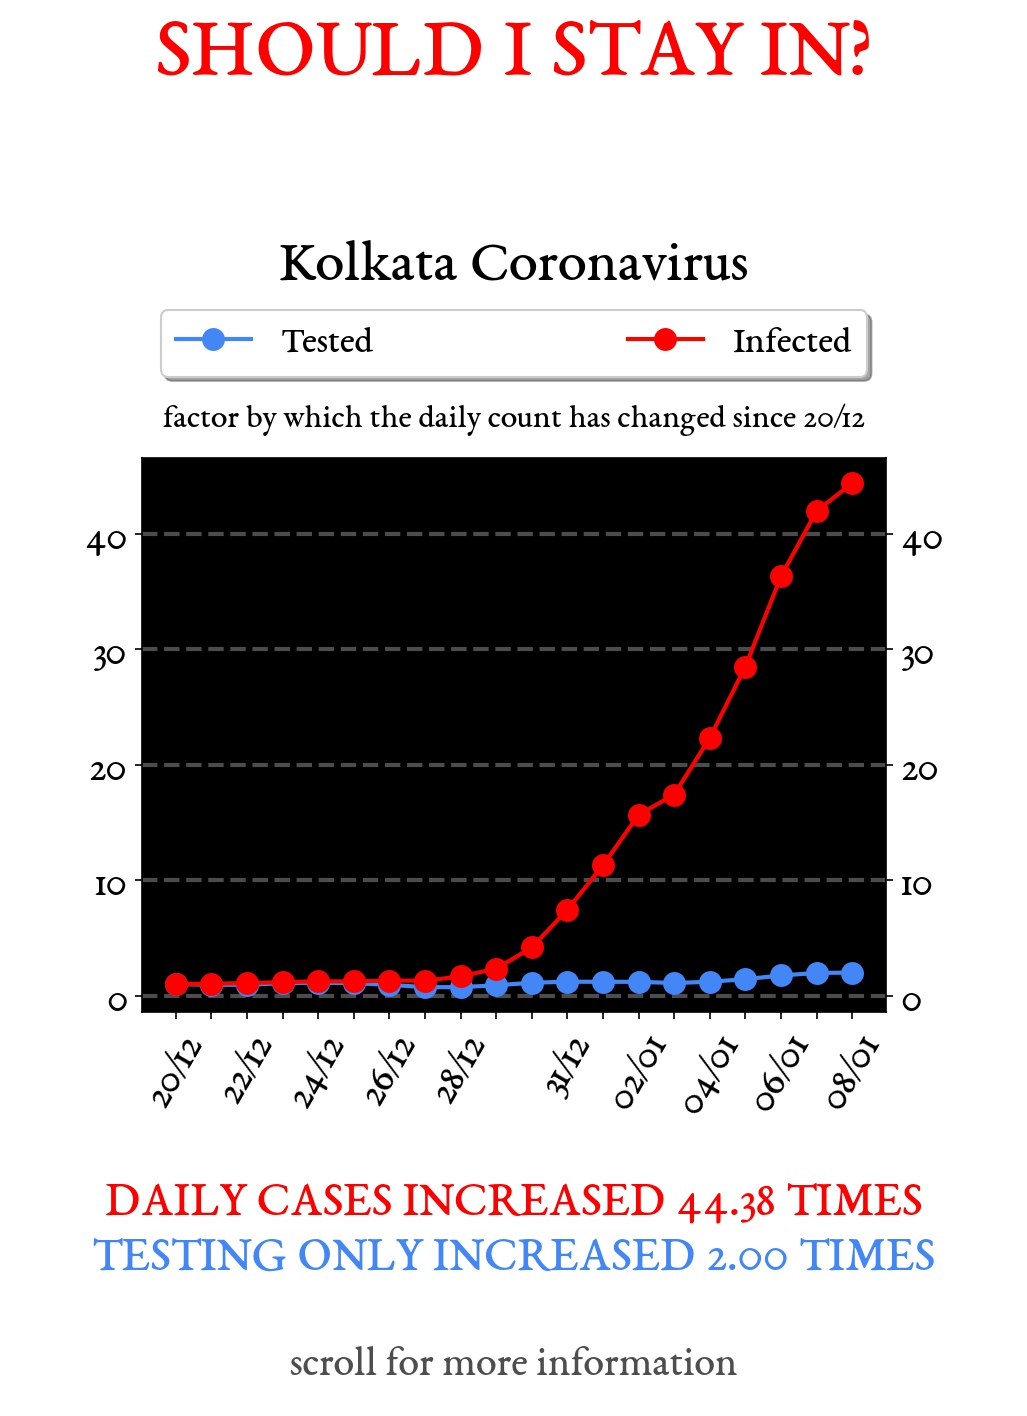 SHOULD I STAY IN?
Kolkata Coronavirus
Tested Infected
factor by which the daily count has changed since 20/12
40 40
30 30
20 20
10 10
0 0
20/12 22/12 24/12 26/12 28/12 31/12 02/01 04/01 06/01 08/01
DAILY CASES INCREASED 44.38 TIMES
TESTING ONLY INCREASED 2.00 TIMES
scroll for more information